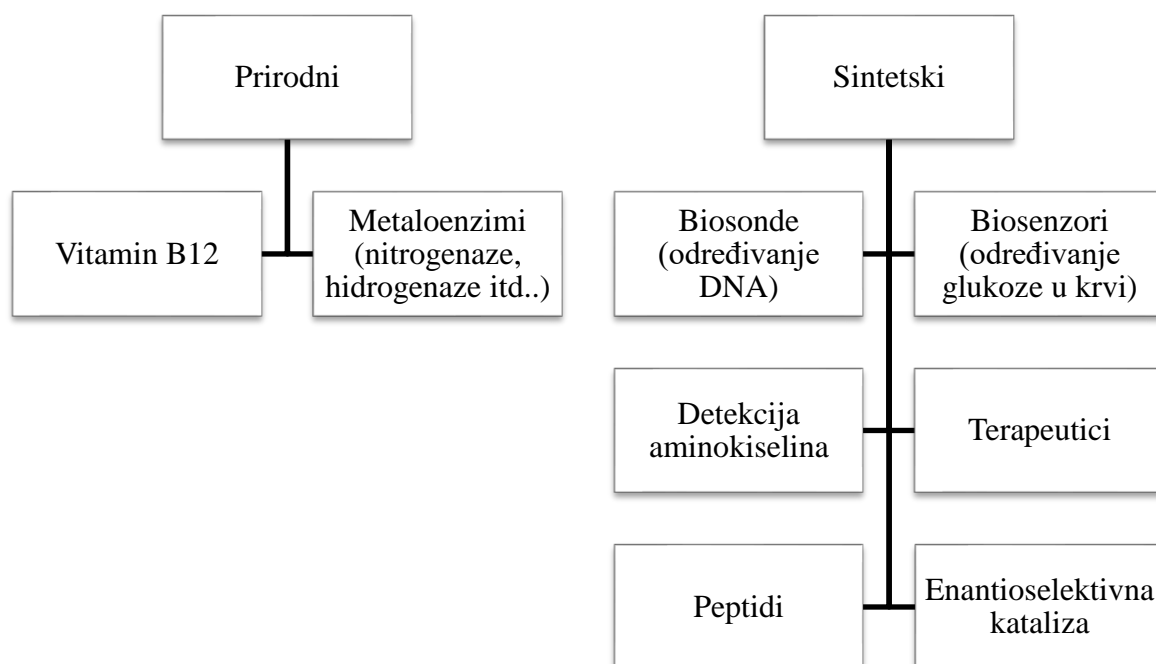 Prirodni
Vitamin B12
Metaloenzimi
(nitrogenaze,
hidrogenaze itd..)
Sintetski
Biosonde
(određivanje
DNA)
Biosenzori
(određivanje
glukoze u krvi)
Detekcija
aminokiselina
Terapeutici
Peptidi
Enantioselektivna
kataliza